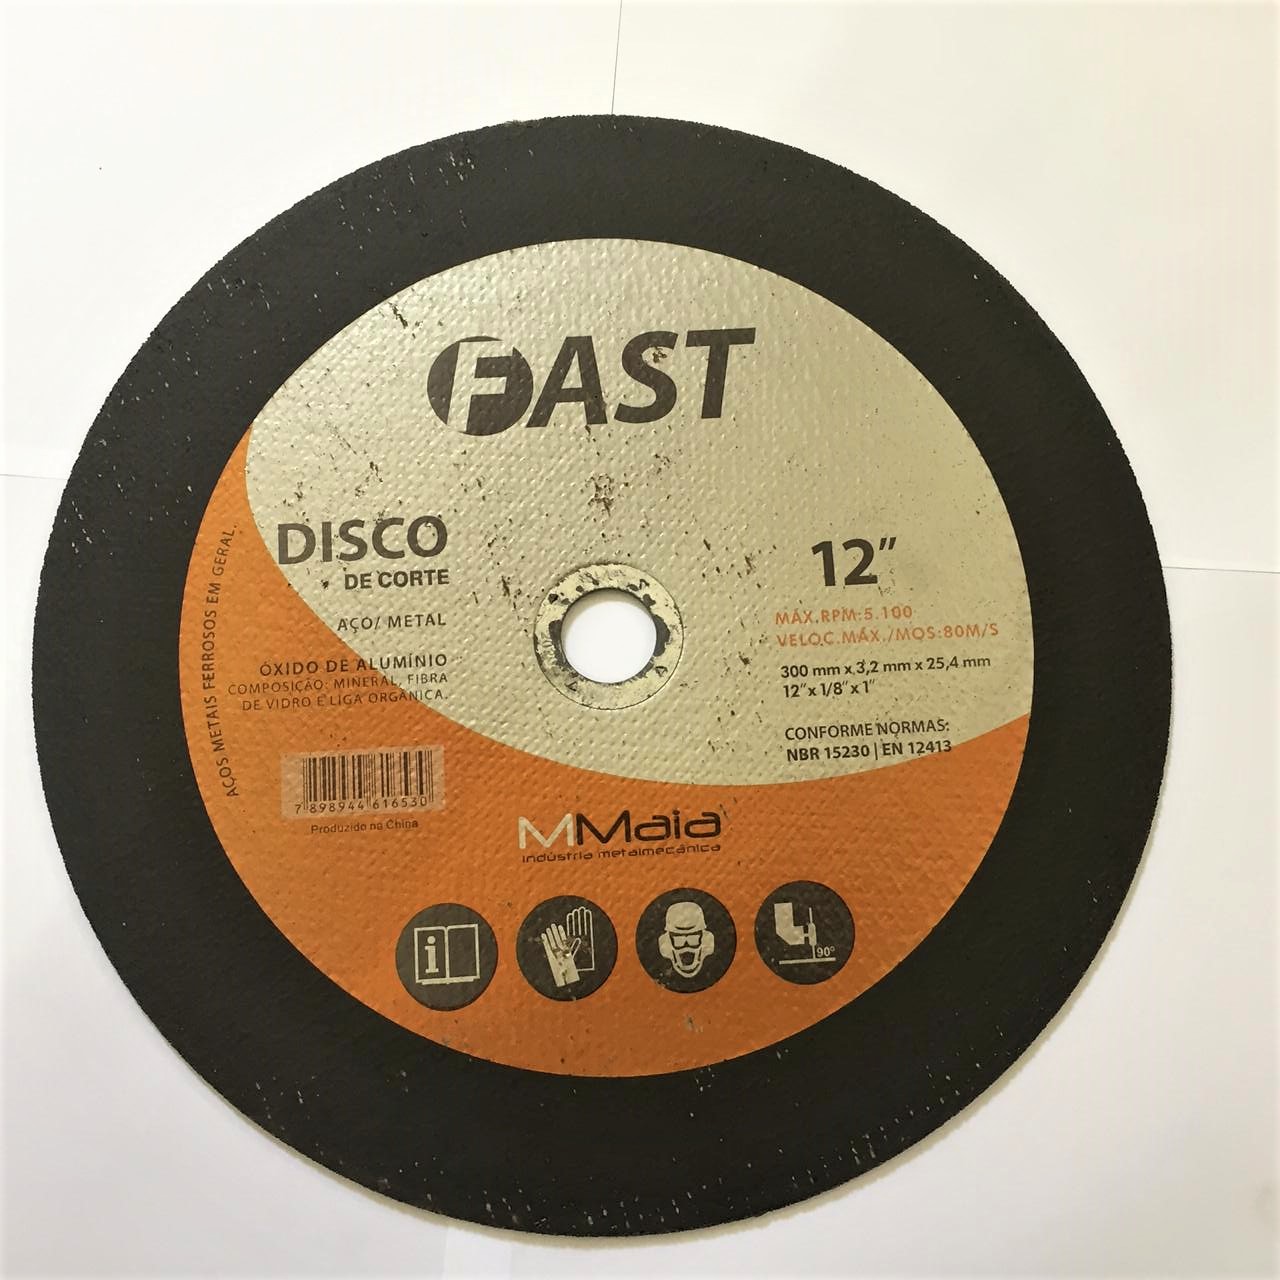 FAST
DISCO
DE CORTE
AÇO/ METAL
ÓXIDO DE ALUMÍNIO
COMPOSIÇÃO: MINERAL, FIBRA
DE VIDRO E LIGA ORGÂNICA.
AÇOS METAIS FERROSOS EM GERAL.
12"
MÁX.RPM:5.100
VELOC.MÁX./MOS:80M/S
300 mm x 3,2 mm x 25,4 mm
12" x 1/8" x 1"
CONFORME NORMAS:
NBR 15230 | EN 12413
7 898944 616530
Produzido na China
MMaia
indústria metalmecânica
i
90°